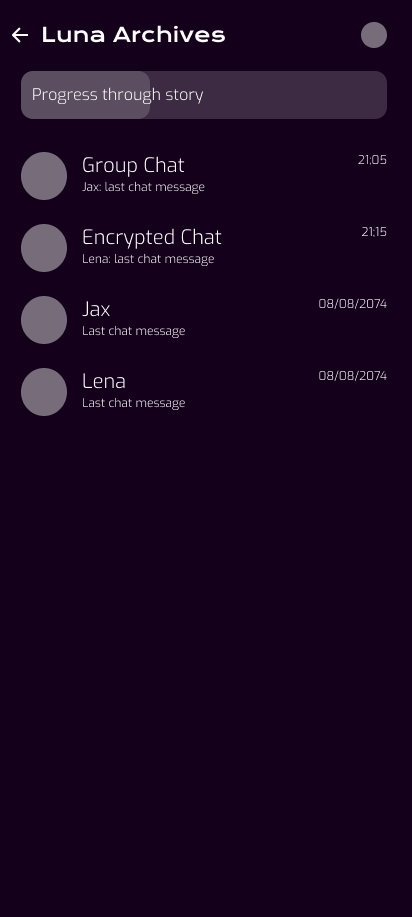 Luna Archives
Progress through story
Group Chat
21:05
Jax: last chat message
Encrypted Chat
21:15
Lena: last chat message
Jax
08/08/2074
Last chat message
Lena
08/08/2074
Last chat message